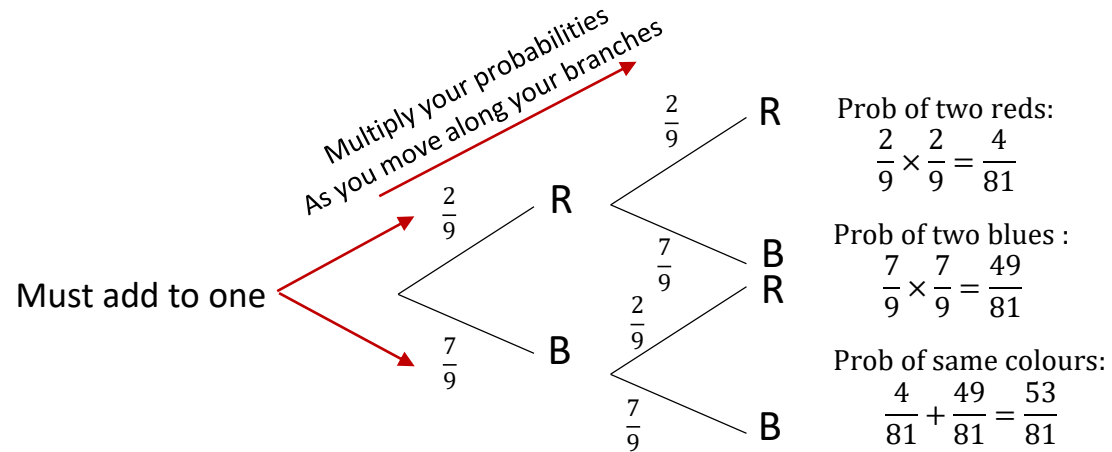 Multiply your probabilities
As you move along your branches
Must add to one
2/9
7/9
R
B
2/9
7/9
2/9
7/9
R
B
R
B
Prob of two reds:
2/9 × 2/9 = 4/81
Prob of two blues :
7/9 × 7/9 = 49/81
Prob of same colours:
4/81 + 49/81 = 53/81